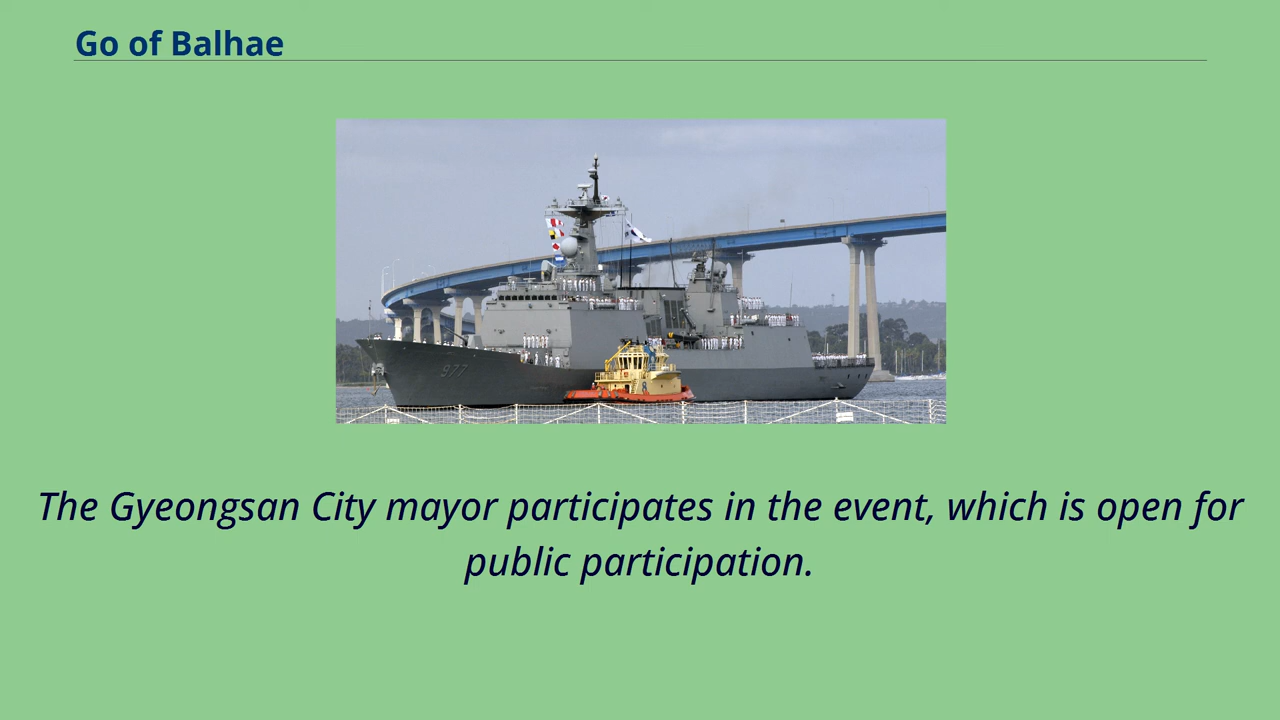 Go of Balhae
977
The Gyeongsan City mayor participates in the event, which is open for
public participation.